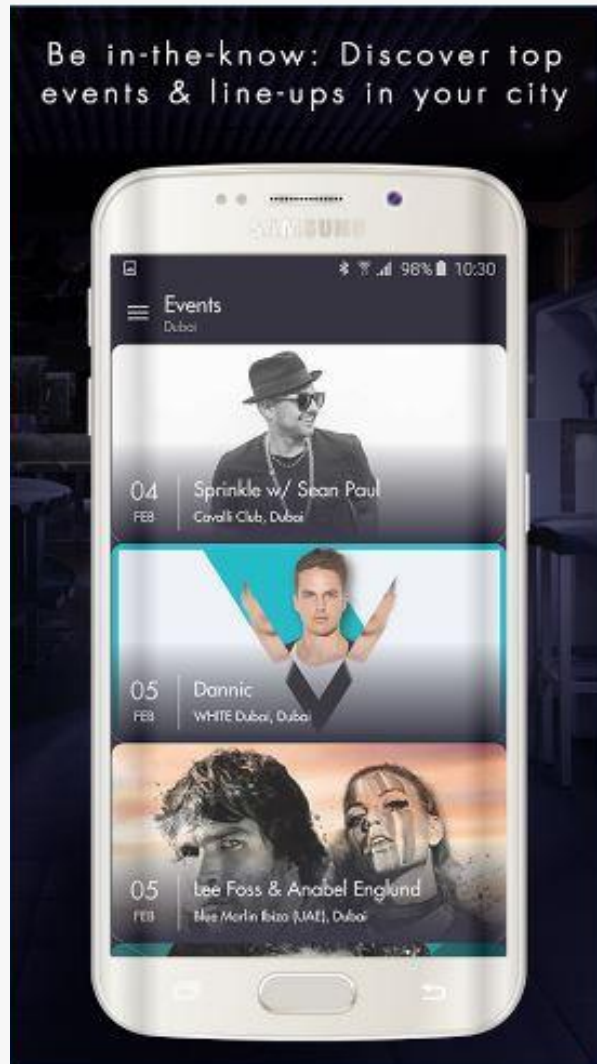 Be in-the-know: Discover top
events & line-ups in your city
SAMSUNG
98% 10:30
Events
Dubai
04
FEB
Sprinkle w/ Sean Paul
Cavalli Club, Dubai
05
FEB
Dannic
WHITE Dubai, Dubai
05
FEB
Lee Foss & Anabel Englund
Blue Marlin Ibiza (UAE), Dubai